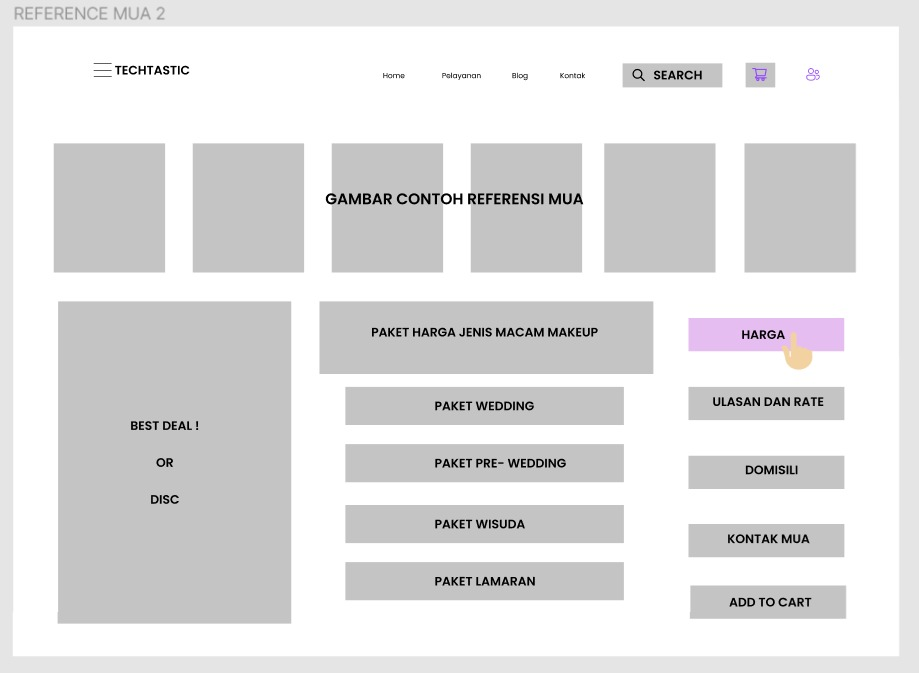 REFERENCE MUA 2
TECHTASTIC
Home
Pelayanan
Blog
Kontak
SEARCH
GAMBAR CONTOH REFERENSI MUA
BEST DEAL !
OR
DISC
PAKET HARGA JENIS MACAM MAKEUP
PAKET WEDDING
PAKET PRE- WEDDING
PAKET WISUDA
PAKET LAMARAN
HARGA
ULASAN DAN RATE
DOMISILI
KONTAK MUA
ADD TO CART